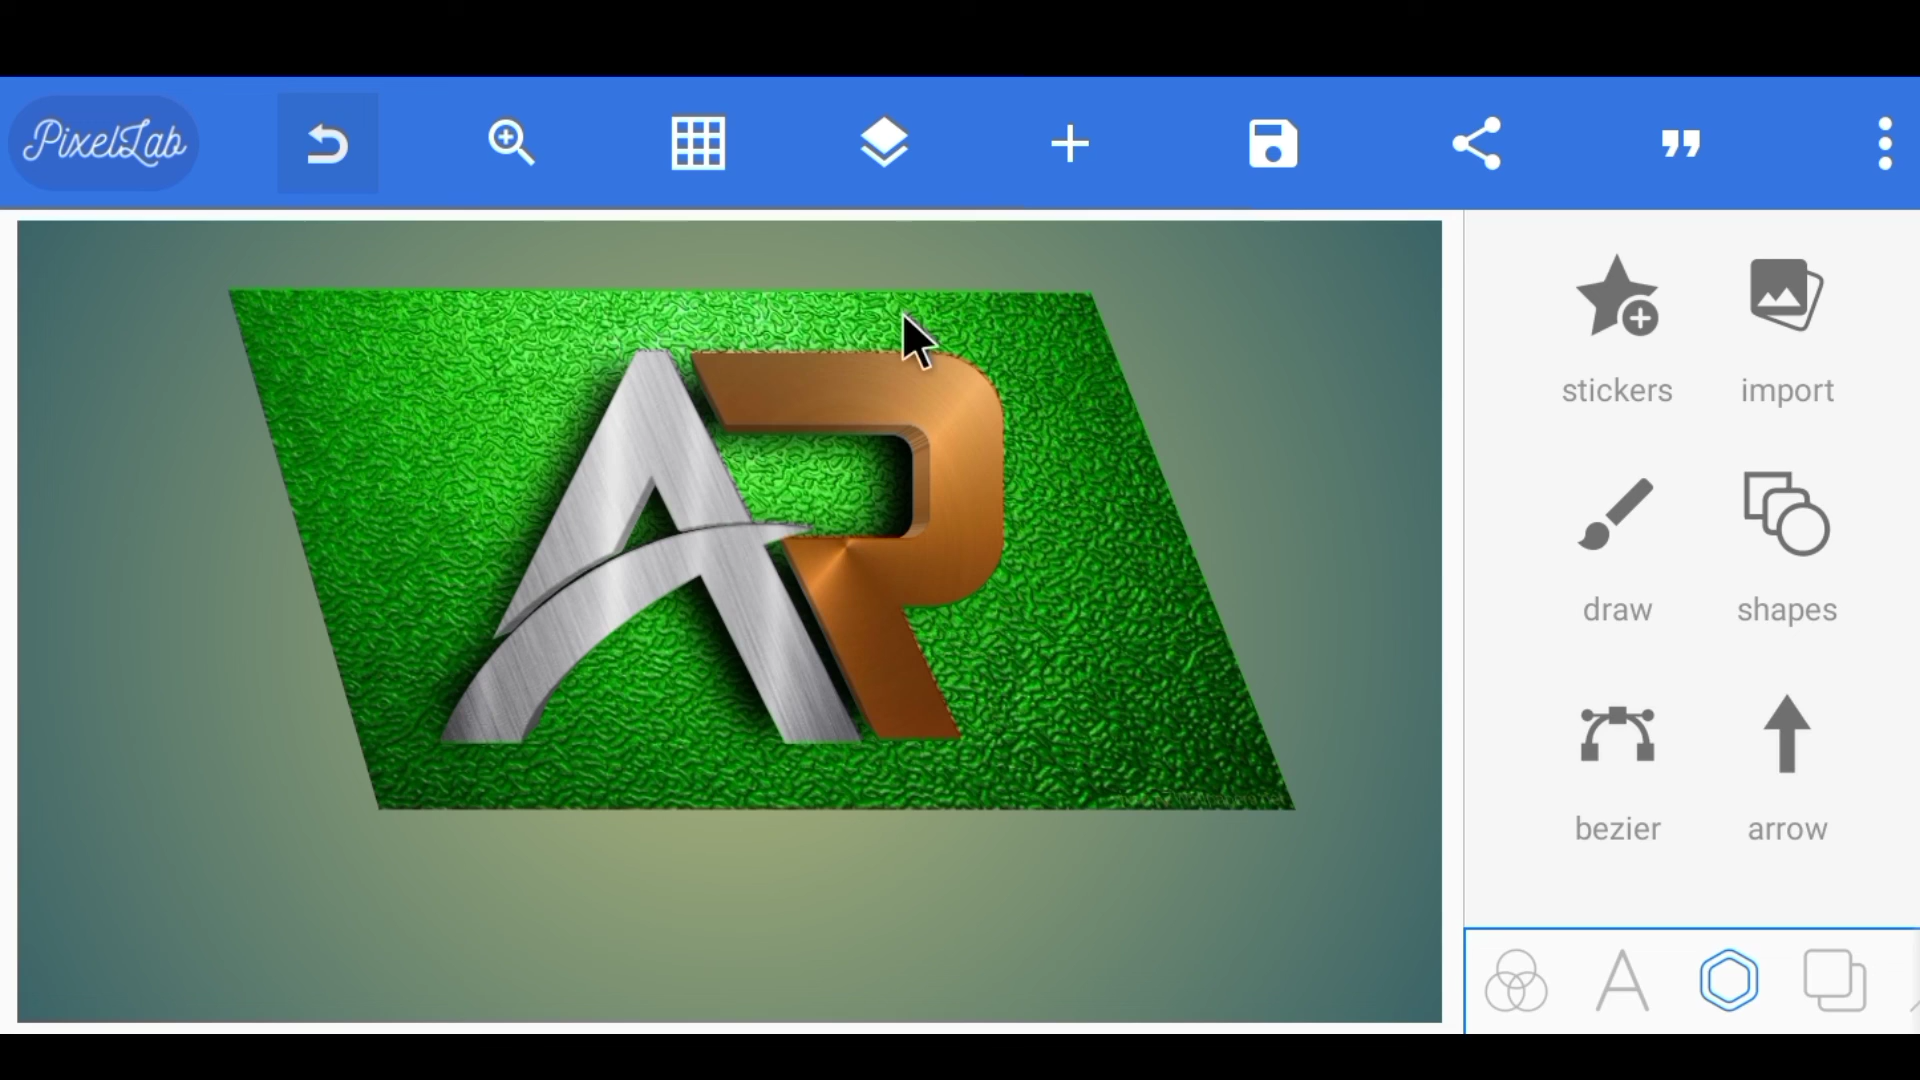 PixelLab
AR
stickers import
draw shapes
bezier arrow